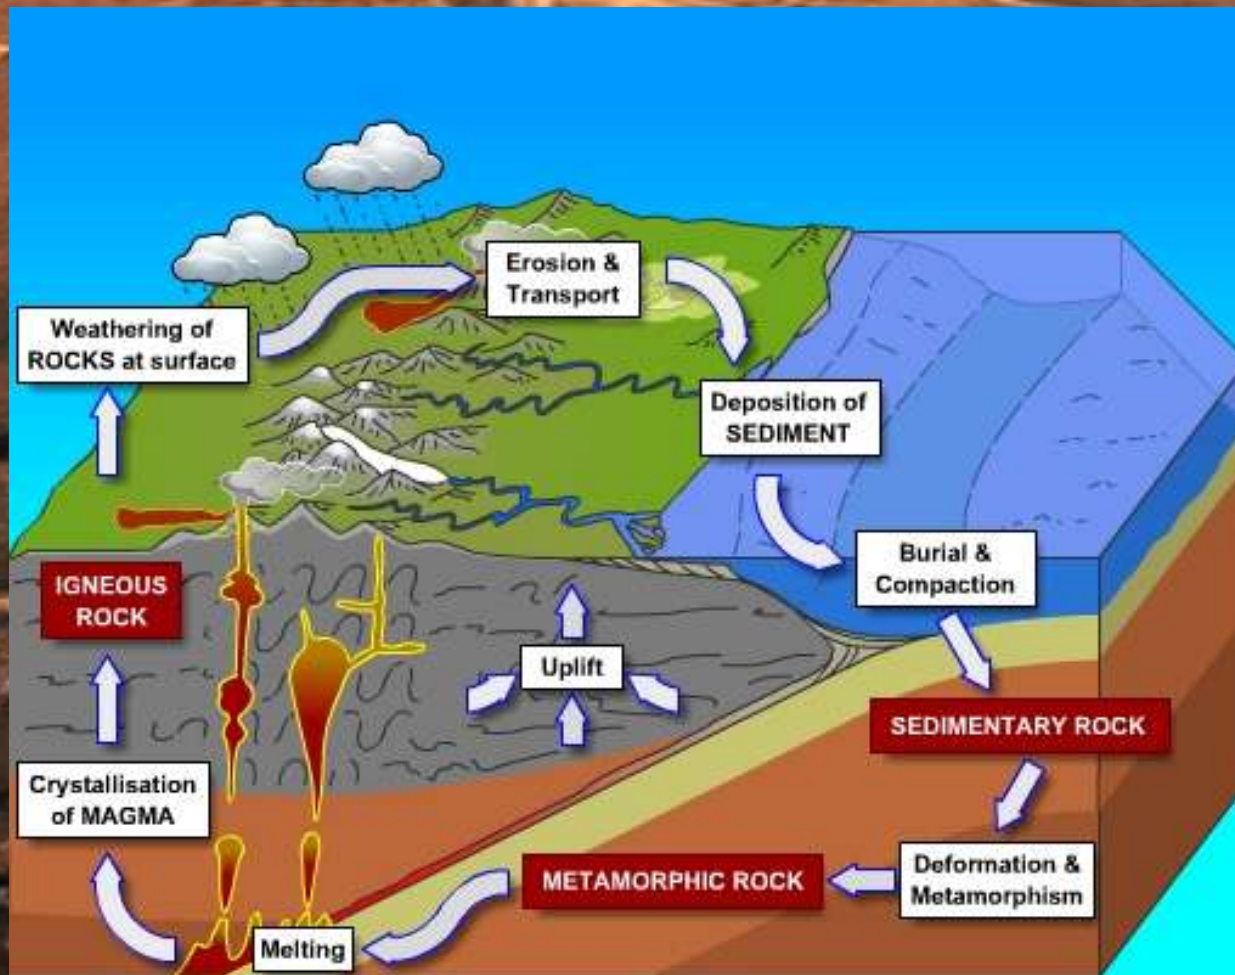 Erosion &
Transport
Weathering of
ROCKS at surface
Deposition of
SEDIMENT
Burial &
Compaction
IGNEOUS
ROCK
Uplift
SEDIMENTARY ROCK
Crystallisation
of MAGMA
Deformation &
Metamorphism
METAMORPHIC ROCK
Melting